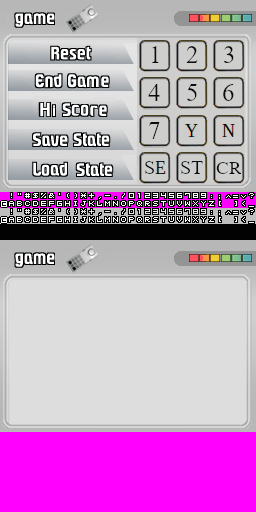 game
Reset
End Game
Hi Score
Save State
Load State
1 2 3
4 5 6
7 Y N
SE ST CR
!"#$%&'()*+,-./0123456789:;<=>?
@ABCDEFGHIJKLMNOPQRSTUVWXYZ[ ](_
!"#$%&'()*+,-./0123456789:;<=>?
@ABCDEFGHIJKLMNOPQRSTUVWXYZ[ ](_
game